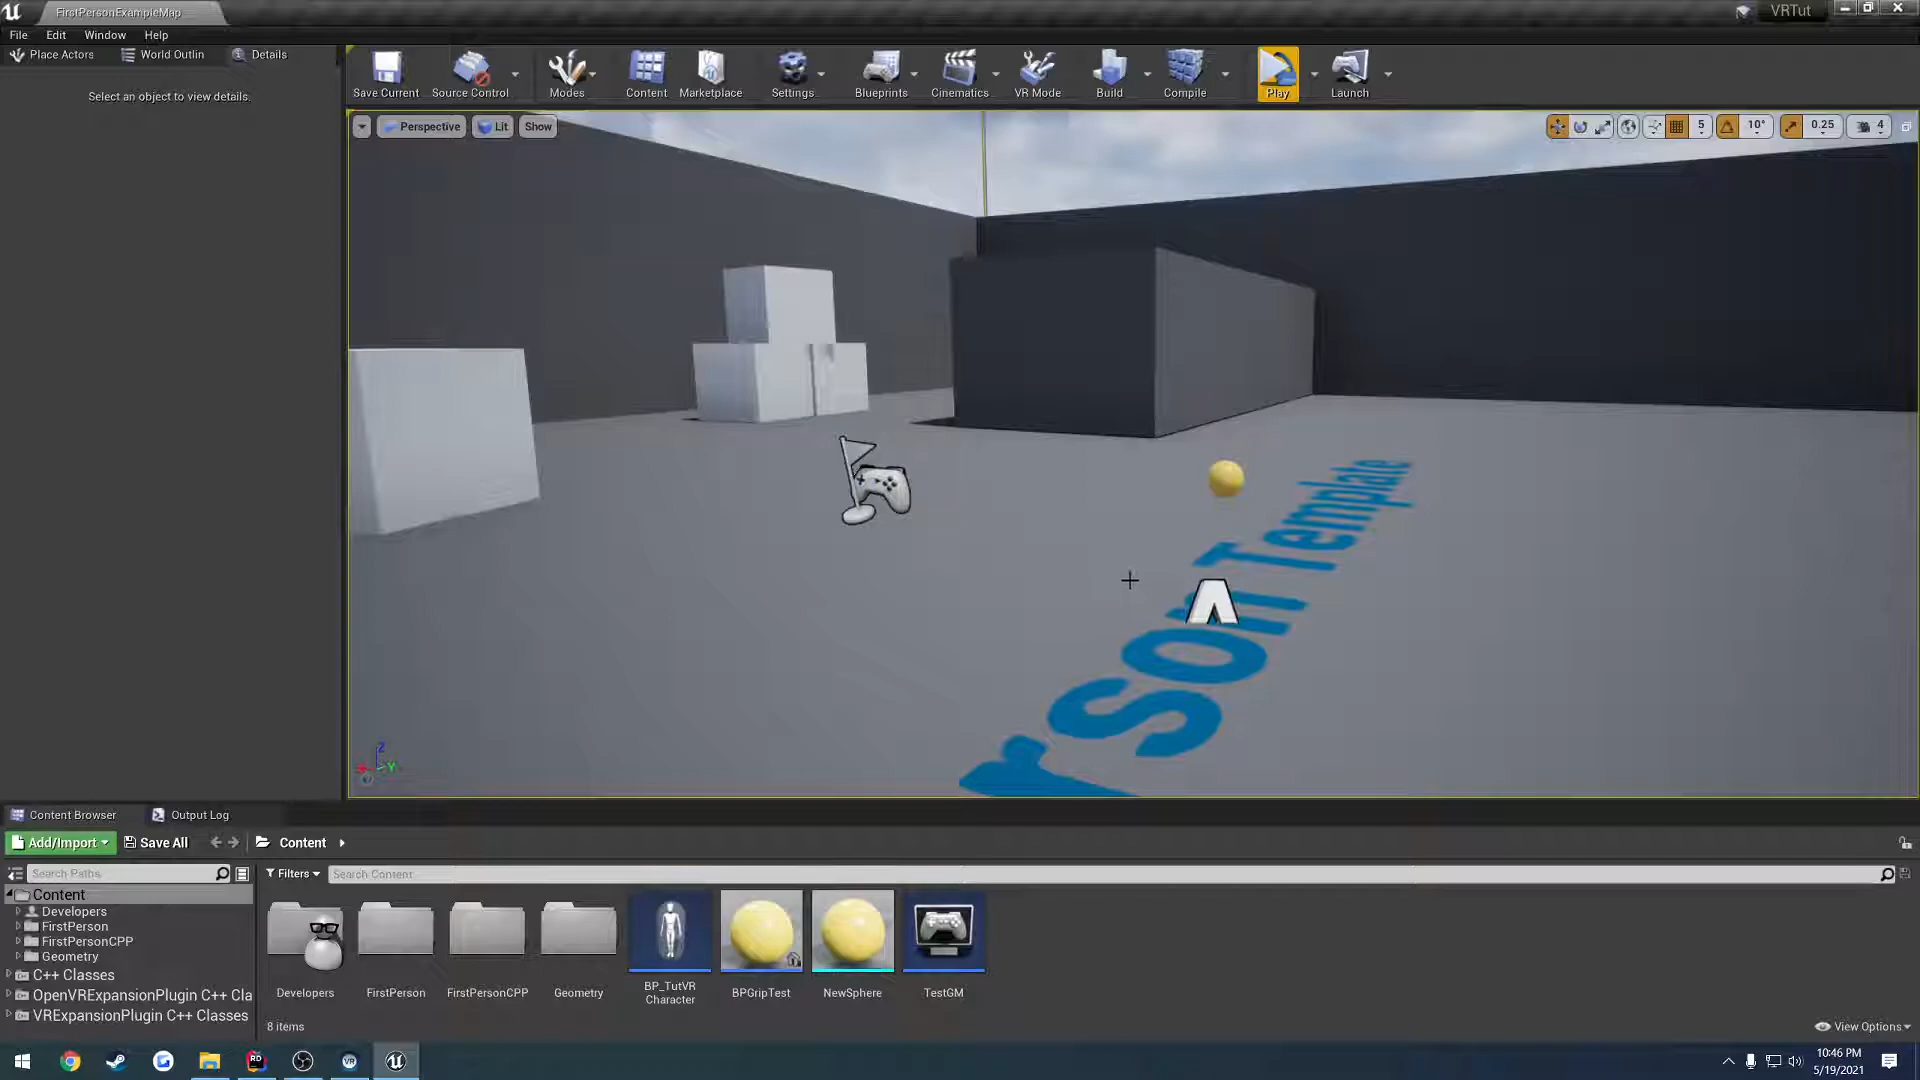 FirstPersonExampleMap
VRTut
File Edit Window Help
Place Actors World Outlin Details
Select an object to view details.
Save Current Source Control Modes Content Marketplace Settings Blueprints Cinematics VR Mode Build Compile Play Launch
Perspective Lit Show
5 10° 0.25 4
rson Template
Z
Y
Content Browser Output Log
Add/Import Save All Content
Search Paths
Filters Search Content
Content
Developers
FirstPerson
FirstPersonCPP
Geometry
C++ Classes
OpenVRExpansionPlugin C++ Cla
VRExpansionPlugin C++ Classes
Developers FirstPerson FirstPersonCPP Geometry BP_TutVR Character BPGripTest NewSphere TestGM
8 items
View Options
RD
VR
10:46 PM
5/19/2021